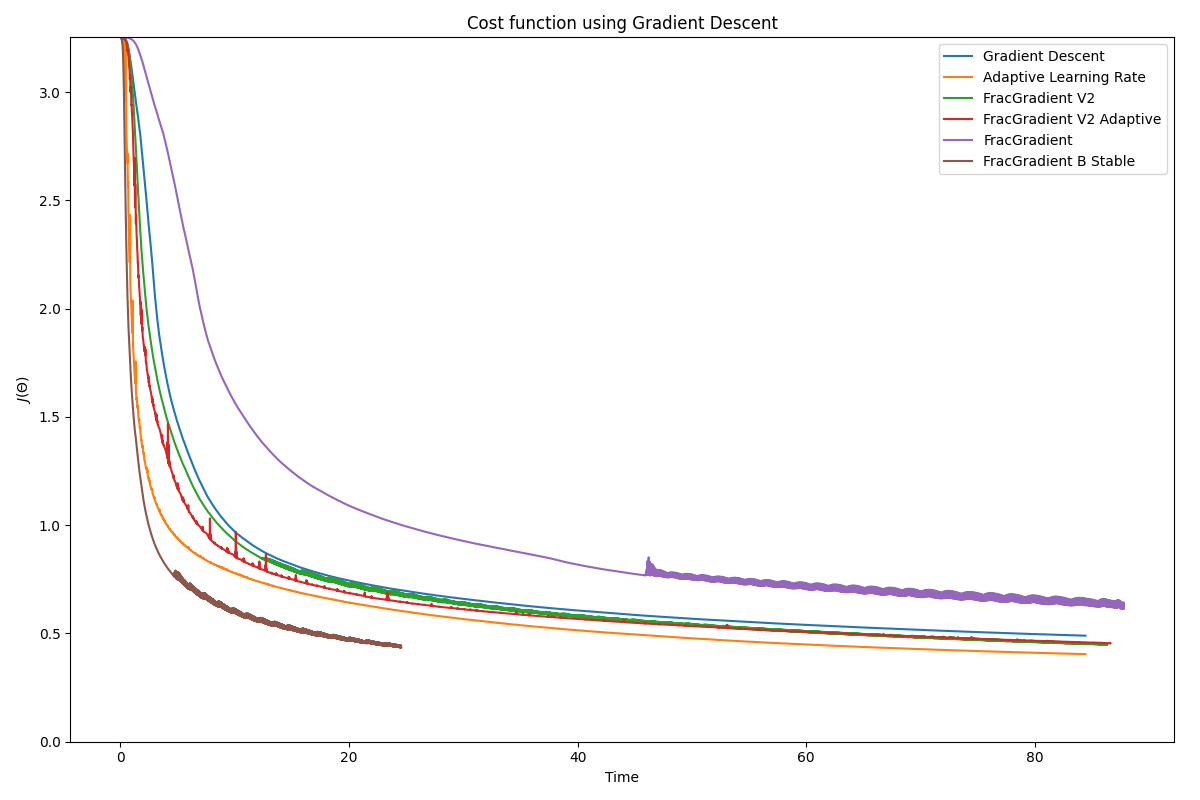 Cost function using Gradient Descent
Gradient Descent
Adaptive Learning Rate
FracGradient V2
FracGradient V2 Adaptive
FracGradient
FracGradient B Stable
3.0
2.5
2.0
1.5
1.0
0.5
0.0
J(Θ)
0 20 40 60 80
Time